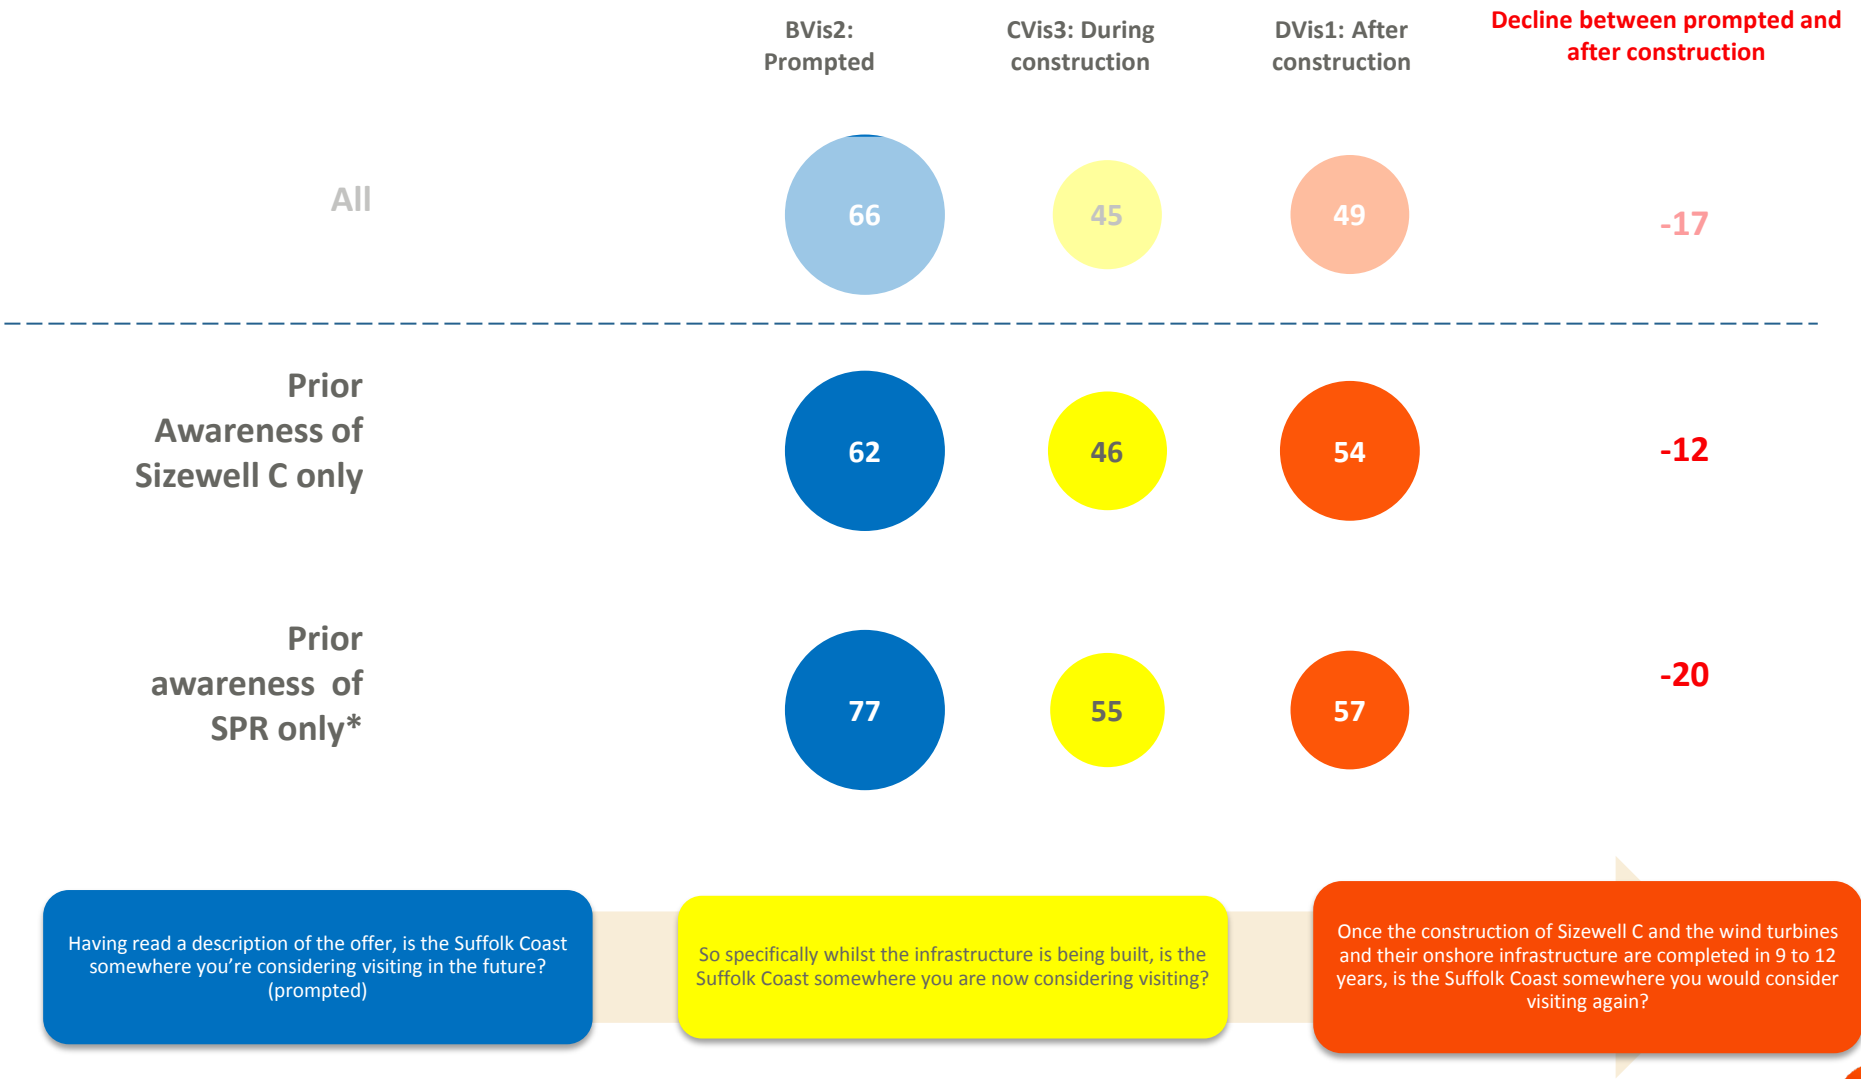 BVis2:
Prompted
CVis3: During
construction
DVis1: After
construction
Decline between prompted and
after construction
All
66
45
49
-17
Prior
Awareness of
Sizewell C only
62
46
54
-12
Prior
awareness of
SPR only*
77
55
57
-20
Having read a description of the offer, is the Suffolk Coast
somewhere you’re considering visiting in the future?
(prompted)
So specifically whilst the infrastructure is being built, is the
Suffolk Coast somewhere you are now considering visiting?
Once the construction of Sizewell C and the wind turbines
and their onshore infrastructure are completed in 9 to 12
years, is the Suffolk Coast somewhere you would consider
visiting again?